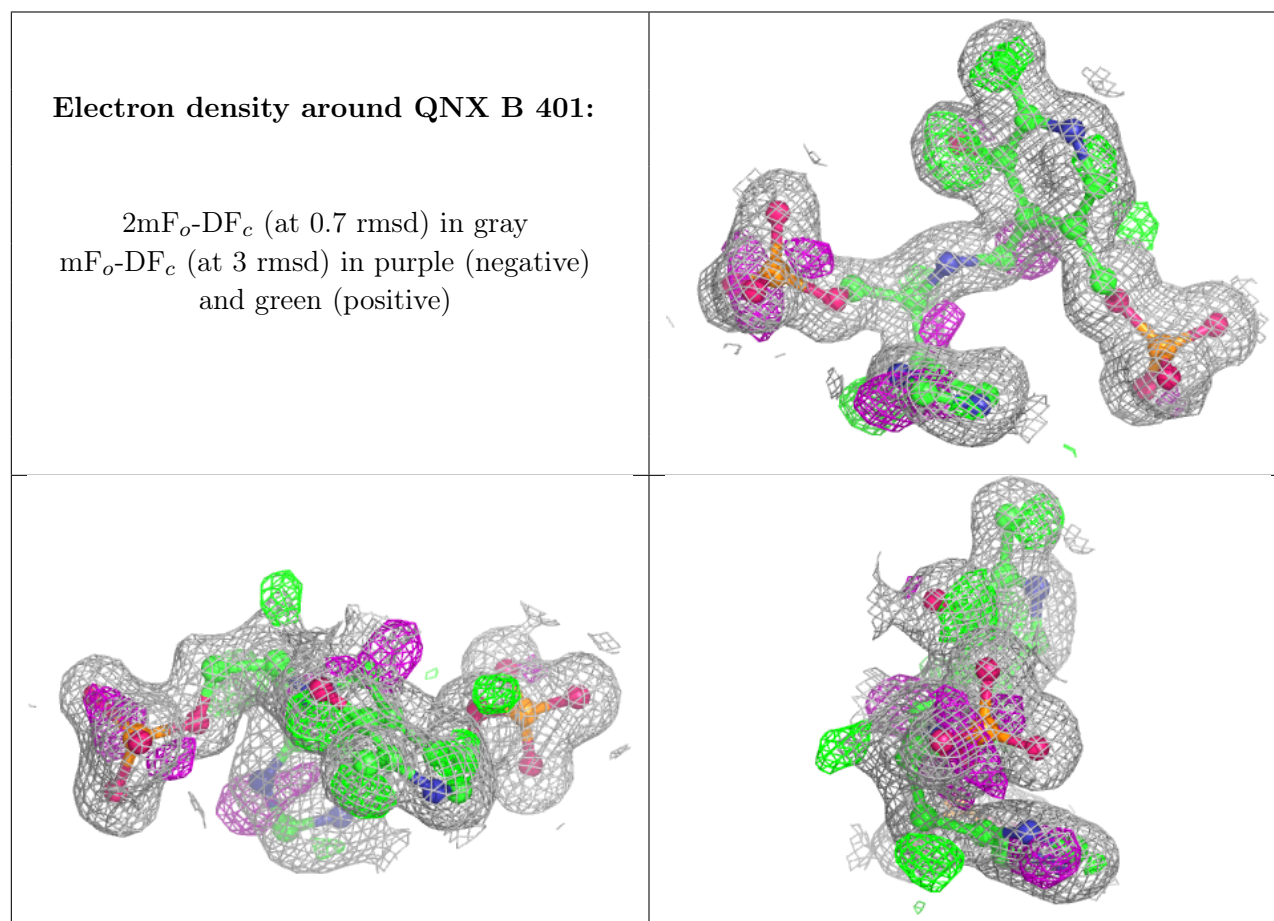 Electron density around QNX B 401:
2mFo-DFc (at 0.7 rmsd) in gray
mFo-DFc (at 3 rmsd) in purple (negative)
and green (positive)